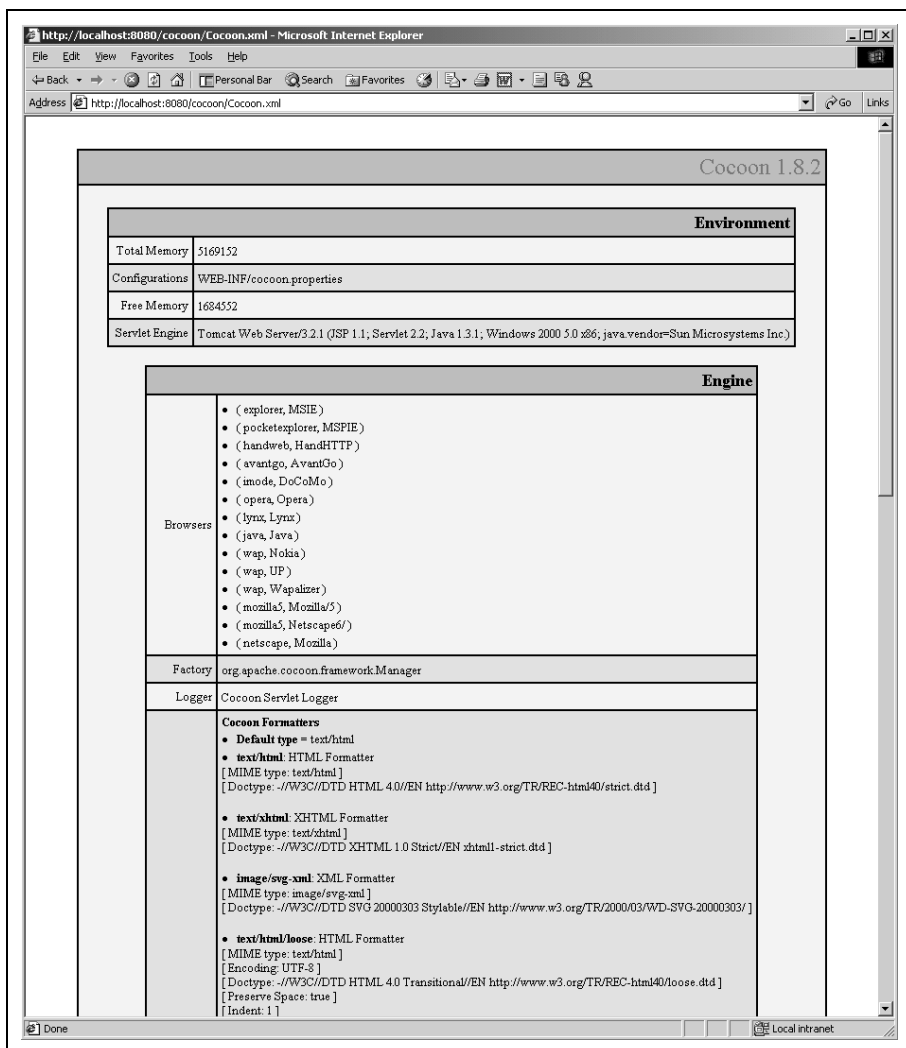 http://localhost:8080/cocoon/Cocoon.xml - Microsoft Internet Explorer
File Edit View Favorites Tools Help
Back Personal Bar Search Favorites
Address http://localhost:8080/cocoon/Cocoon.xml Go Links
Cocoon 1.8.2
Environment
Total Memory 5169152
Configurations WEB-INF/cocoon.properties
Free Memory 1684552
Servlet Engine Tomcat Web Server/3.2.1 (JSP 1.1; Servlet 2.2; Java 1.3.1; Windows 2000 5.0 x86; java.vendor=Sun Microsystems Inc.)
Engine
Browsers
• ( explorer, MSIE )
• ( pocketexplorer, MSPIE )
• ( handweb, HandHTTP )
• ( avantgo, AvantGo )
• ( imode, DoCoMo )
• ( opera, Opera )
• ( lynx, Lynx )
• ( java, Java )
• ( wap, Nokia )
• ( wap, UP )
• ( wap, Wapalizer )
• ( mozilla5, Mozilla/5 )
• ( mozilla5, Netscape6/ )
• ( netscape, Mozilla )
Factory org.apache.cocoon.framework.Manager
Logger Cocoon Servlet Logger
Cocoon Formatters
• Default type = text/html
• text/html: HTML Formatter
[ MIME type: text/html ]
[ Doctype: -//W3C//DTD HTML 4.0//EN http://www.w3.org/TR/REC-html40/strict.dtd ]
• text/xhtml: XHTML Formatter
[ MIME type: text/xhtml ]
[ Doctype: -//W3C//DTD XHTML 1.0 Strict//EN xhtml1-strict.dtd ]
• image/svg-xml: XML Formatter
[ MIME type: image/svg-xml ]
[ Doctype: -//W3C//DTD SVG 20000303 Stylable//EN http://www.w3.org/TR/2000/03/WD-SVG-20000303/ ]
• text/html/loose: HTML Formatter
[ MIME type: text/html ]
[ Encoding: UTF-8 ]
[ Doctype: -//W3C//DTD HTML 4.0 Transitional//EN http://www.w3.org/TR/REC-html40/loose.dtd ]
[ Preserve Space: true ]
[ Indent: 1 ]
Done Local intranet